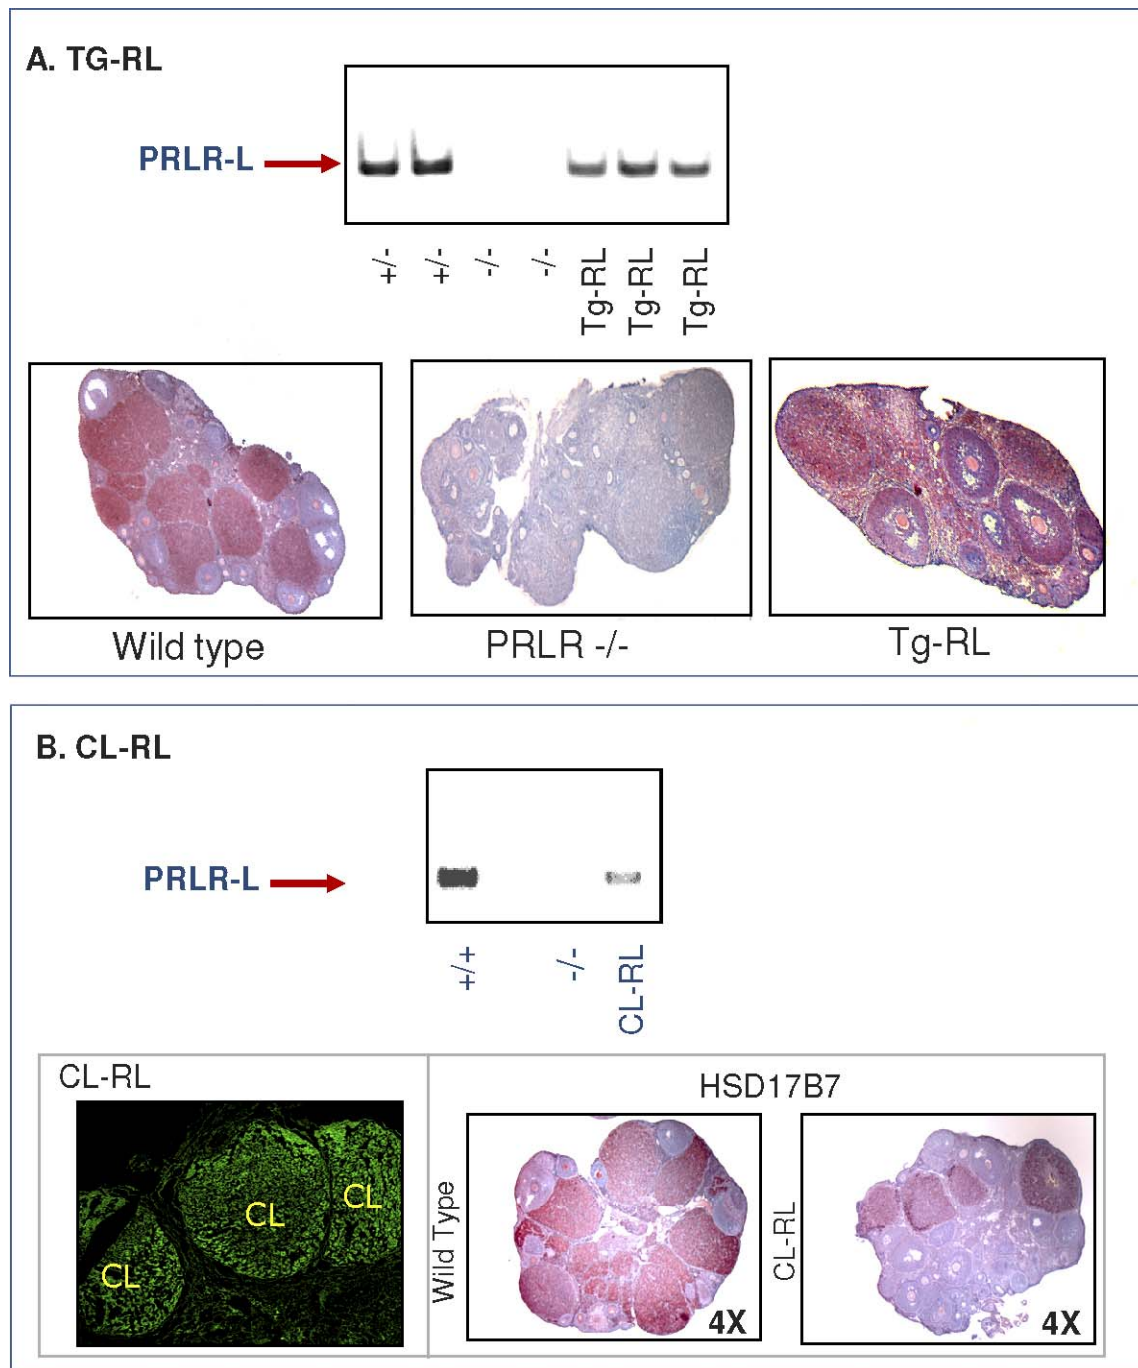 A. TG-RL
PRLR-L
+/- +/- -/- -/- Tg-RL Tg-RL Tg-RL
Wild type
PRLR -/-
Tg-RL
B. CL-RL
PRLR-L
+/+ -/- CL-RL
CL-RL
CL
CL
CL
HSD17B7
Wild Type
4X
CL-RL
4X